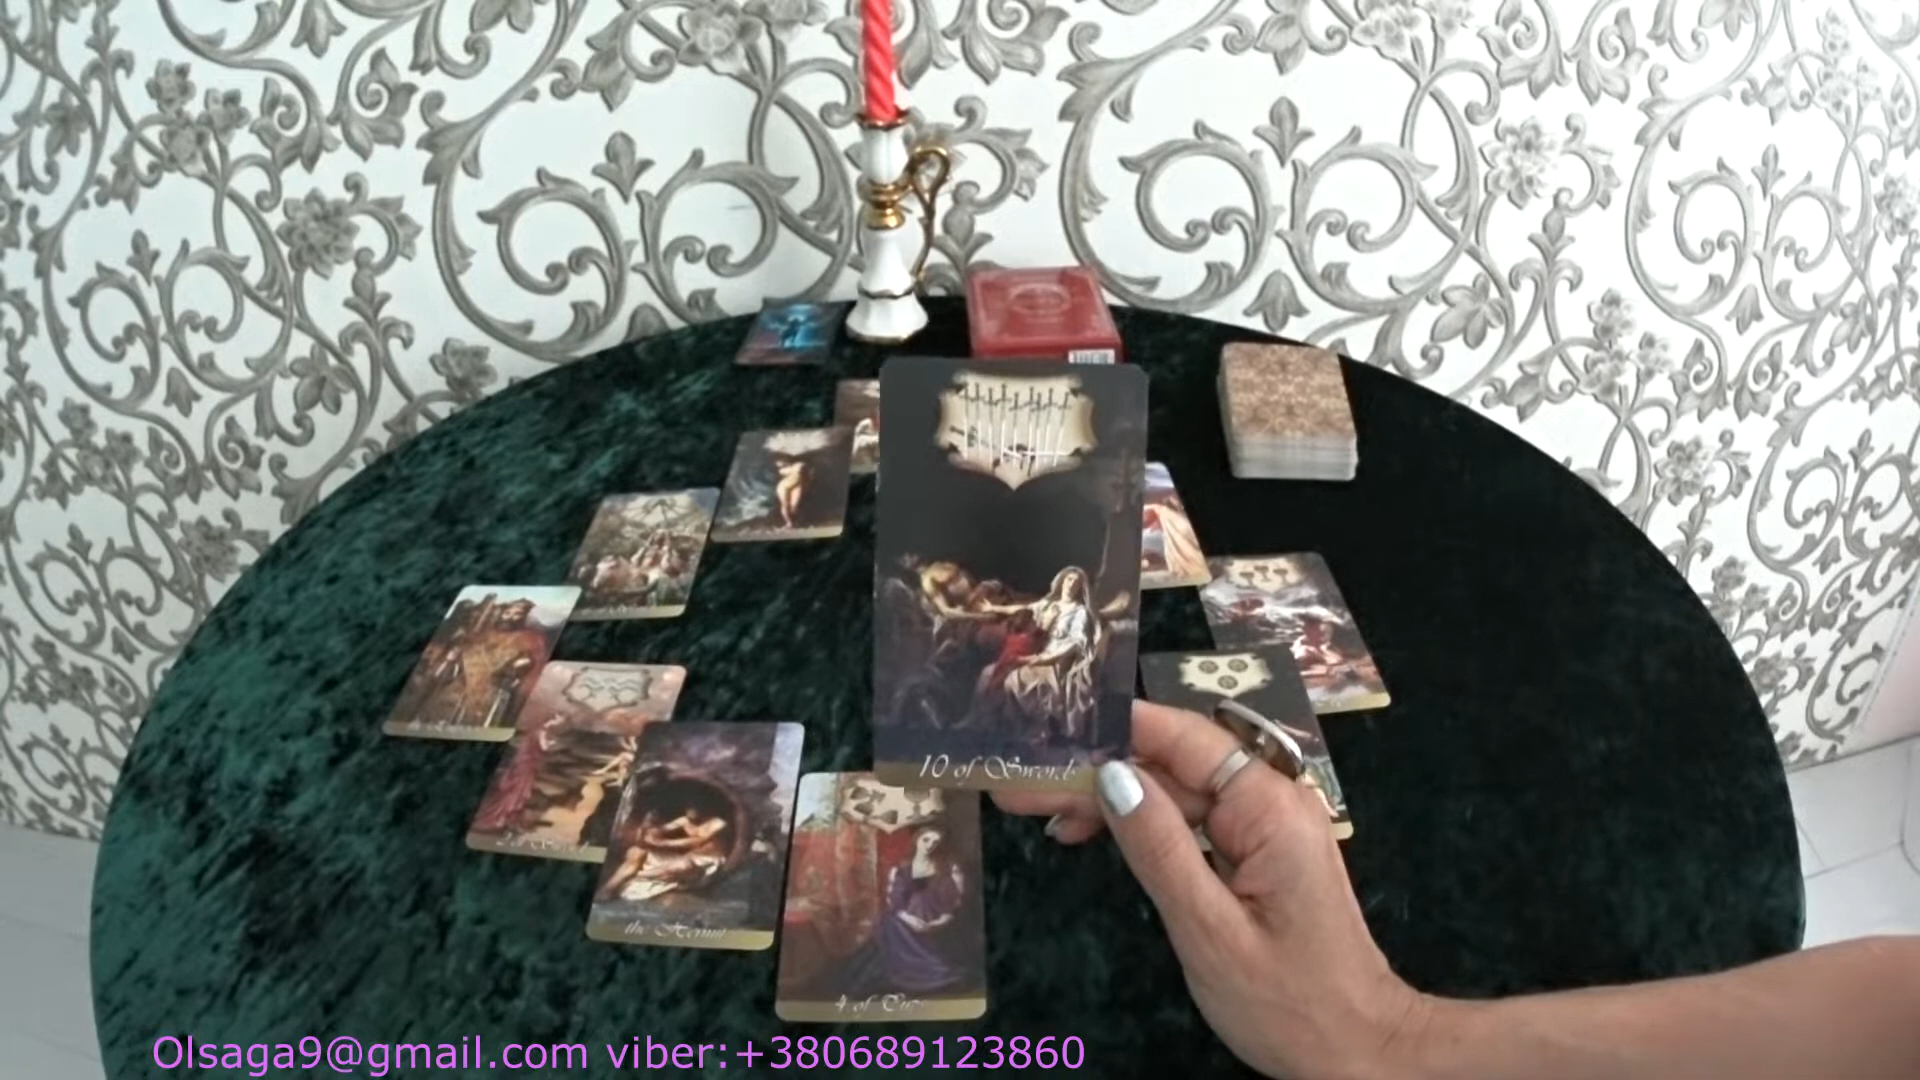 10 of Swords
the Hermit
4 of Cups
Olsaga9@gmail.com viber:+380689123860